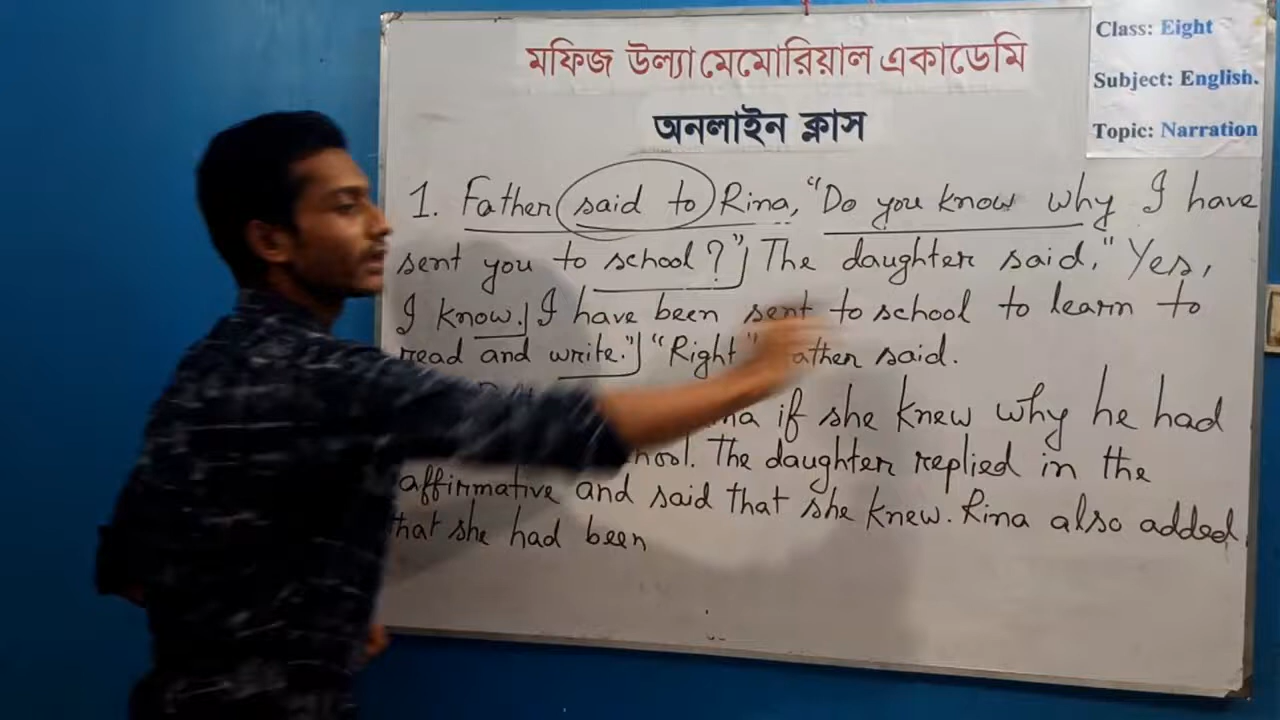 মফিজ উল্যা মেমোরিয়াল একাডেমি
অনলাইন ক্লাস
Class: Eight
Subject: English.
Topic: Narration
1. Father said to Rina, "Do you know why I have
sent you to school?" The daughter said, "Yes,
I know. I have been sent to school to learn to
read and write." "Right" ather said.
if she knew why he had
The daughter replied in the
affirmative and said that she knew. Rina also added
that she had been